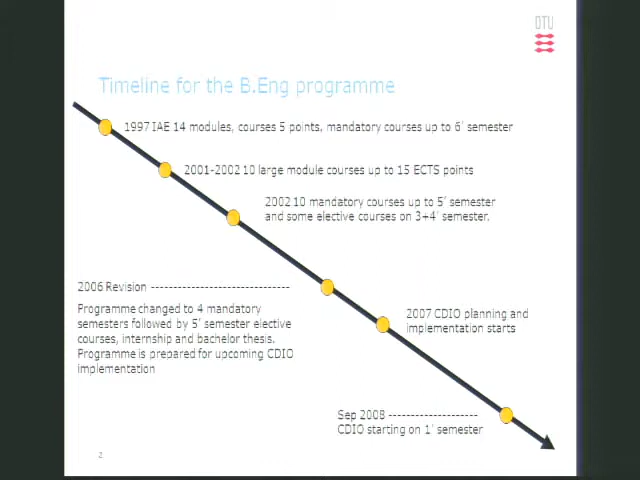 DTU
Timeline for the B.Eng programme
1997 IAE 14 modules, courses 5 points, mandatory courses up to 6´ semester
2001-2002 10 large module courses up to 15 ECTS points
2002 10 mandatory courses up to 5´ semester
and some elective courses on 3+4´ semester.
2006 Revision -------------------------------
Programme changed to 4 mandatory
semesters followed by 5´ semester elective
courses, internship and bachelor thesis.
Programme is prepared for upcoming CDIO
implementation
2007 CDIO planning and
implementation starts
Sep 2008 --------------------
CDIO starting on 1´ semester
2